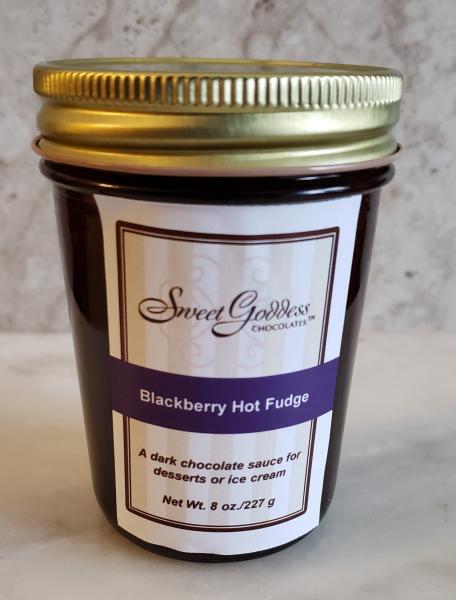 Sweet Goddess
CHOCOLATES™
Blackberry Hot Fudge
A dark chocolate sauce for
desserts or ice cream
Net Wt. 8 oz./227 g